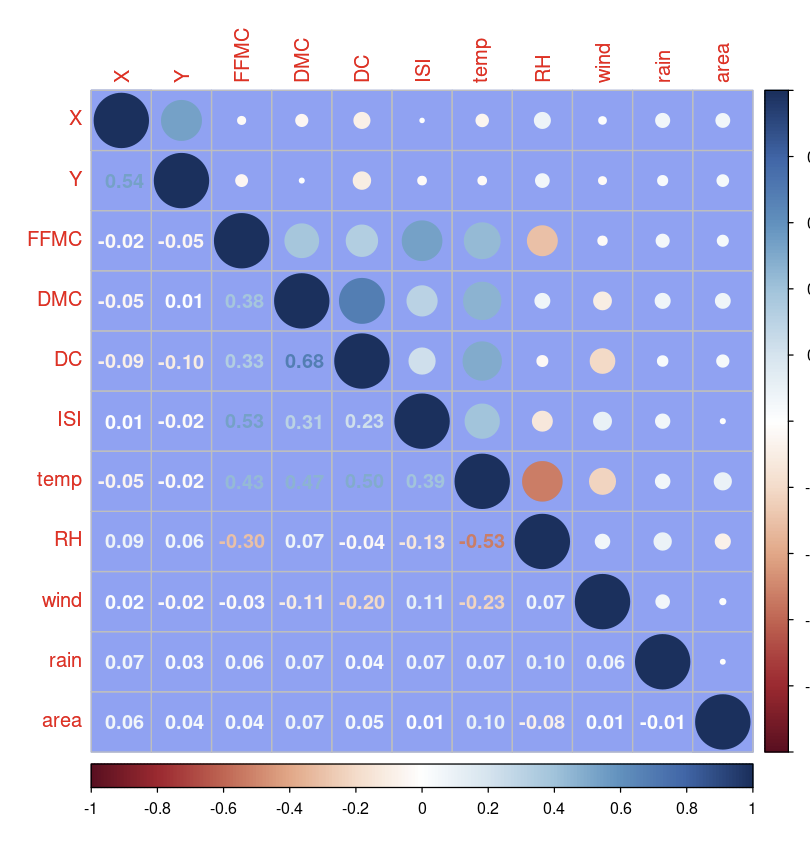 X Y FFMC DMC DC ISI temp RH wind rain area
X
Y 0.54
FFMC -0.02 -0.05
DMC -0.05 0.01 0.38
DC -0.09 -0.10 0.33 0.68
ISI 0.01 -0.02 0.53 0.31 0.23
temp -0.05 -0.02 0.43 0.47 0.50 0.39
RH 0.09 0.06 -0.30 0.07 -0.04 -0.13 -0.53
wind 0.02 -0.02 -0.03 -0.11 -0.20 0.11 -0.23 0.07
rain 0.07 0.03 0.06 0.07 0.04 0.07 0.07 0.10 0.06
area 0.06 0.04 0.04 0.07 0.05 0.01 0.10 -0.08 0.01 -0.01
-1 -0.8 -0.6 -0.4 -0.2 0 0.2 0.4 0.6 0.8 1